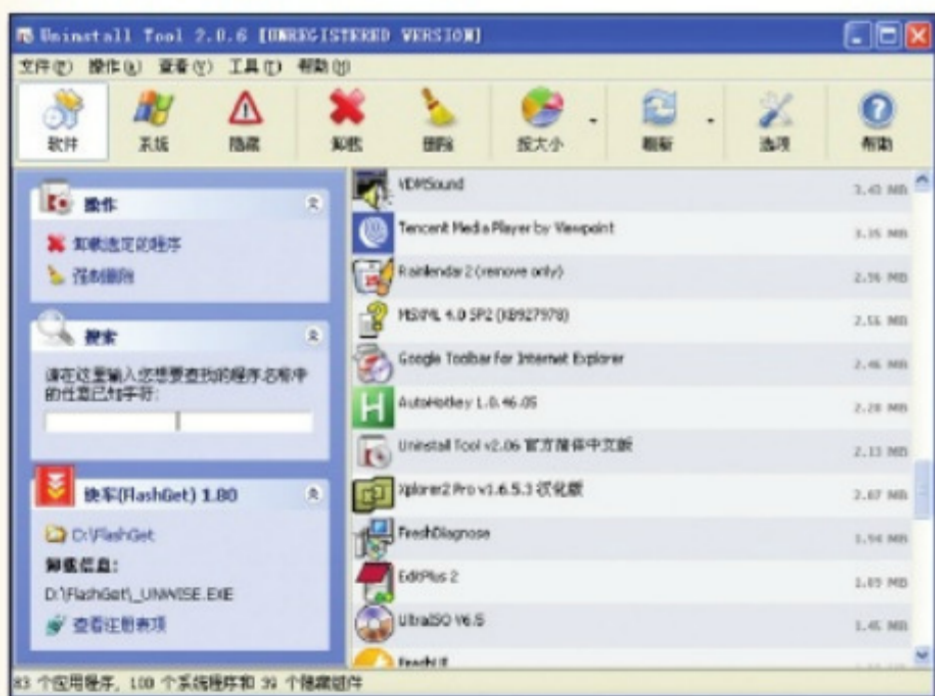 Uninstall Tool 2.0.6 [UNREGISTERED VERSION]
文件(F) 操作(A) 查看(V) 工具(T) 帮助(H)
软件 系统 隐藏 卸载 删除 按大小 刷新 选项 帮助
操作
卸载选定的程序
强制删除
搜索
请在这里输入您想要查找的程序名称中
的任意已知字符:
快车(FlashGet) 1.80
D:\FlashGet
卸载信息:
D:\FlashGet\_UNWISE.EXE
查看注册表项
VDMSound 3.43 MB
Tencent Media Player by Viewpoint 3.35 MB
Rainlendar2 (remove only) 2.96 MB
MSXML 4.0 SP2 (KB927978) 2.56 MB
Google Toolbar for Internet Explorer 2.46 MB
AutoHotkey 1.0.46.05 2.20 MB
Uninstall Tool v2.06 官方简体中文版 2.13 MB
Xplorer2 Pro v1.6.5.3 汉化版 2.07 MB
FreshDiagnose 1.94 MB
EditPlus 2 1.89 MB
UltraISO V6.5 1.45 MB
FreshUI
83 个应用程序, 100 个系统程序和 39 个隐藏组件